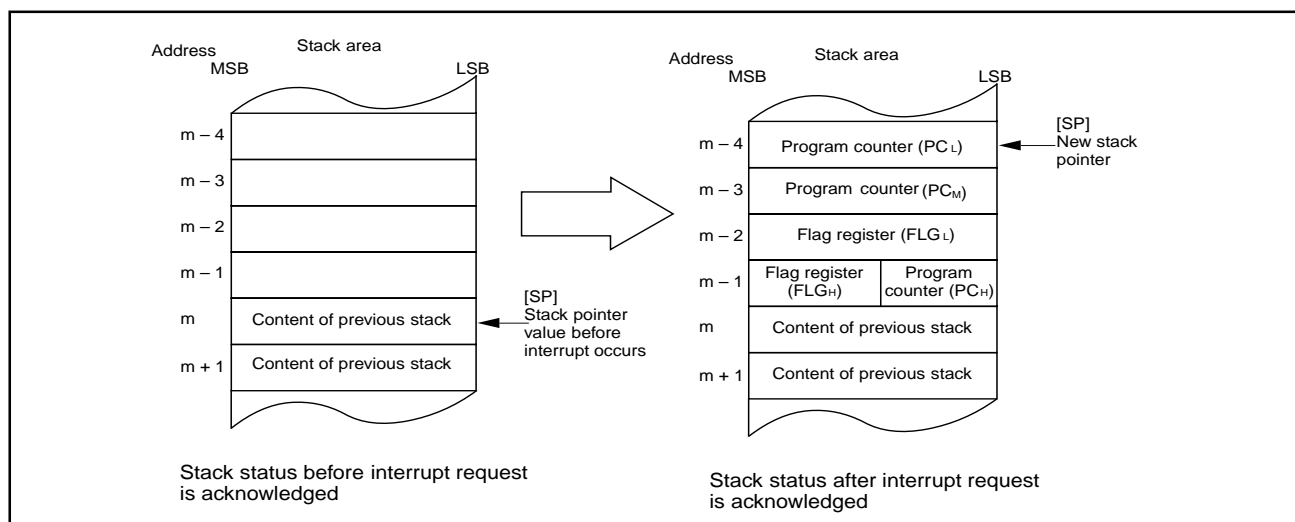 Address
Stack area
MSB
LSB
m – 4
m – 3
m – 2
m – 1
m
Content of previous stack
m + 1
Content of previous stack
[SP]
Stack pointer
value before
interrupt occurs
Stack status before interrupt request
is acknowledged
Address
Stack area
MSB
LSB
m – 4
Program counter (PCL)
[SP]
New stack
pointer
m – 3
Program counter (PCM)
m – 2
Flag register (FLGL)
m – 1
Flag register
(FLGH)
Program
counter (PCH)
m
Content of previous stack
m + 1
Content of previous stack
Stack status after interrupt request
is acknowledged